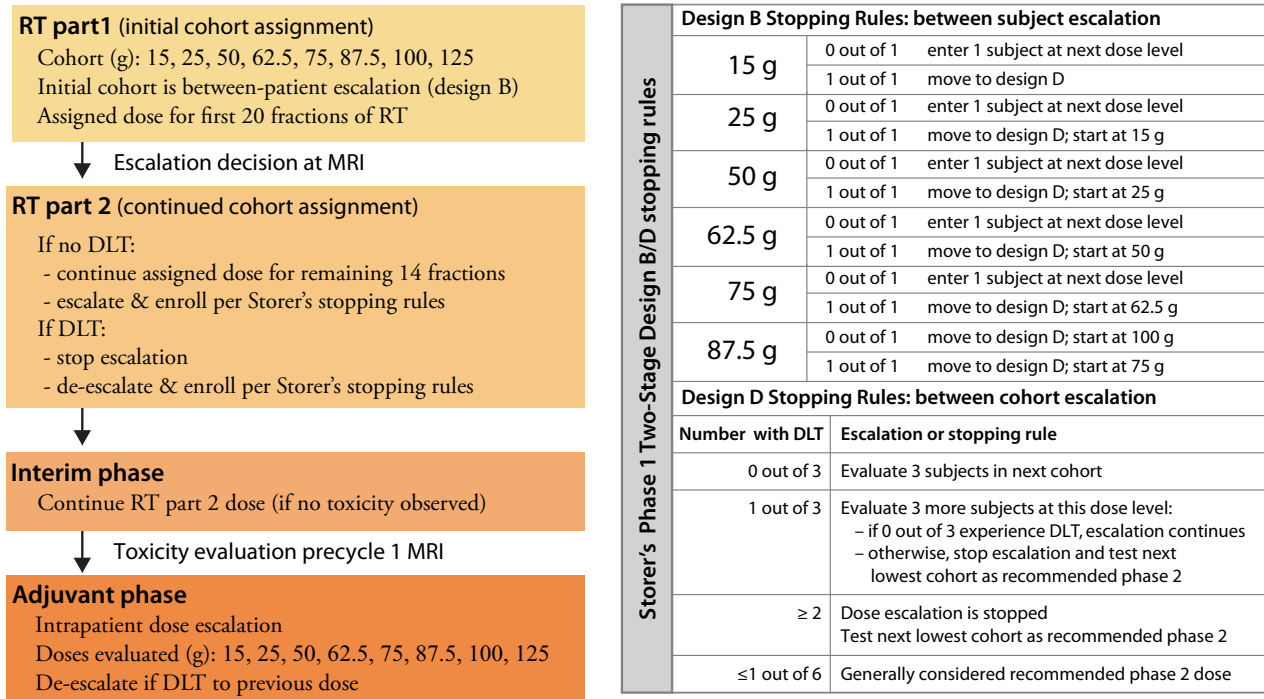 RT part1 (initial cohort assignment)
Cohort (g): 15, 25, 50, 62.5, 75, 87.5, 100, 125
Initial cohort is between-patient escalation (design B)
Assigned dose for first 20 fractions of RT
Escalation decision at MRI
RT part 2 (continued cohort assignment)
If no DLT:
- continue assigned dose for remaining 14 fractions
- escalate & enroll per Storer's stopping rules
If DLT:
- stop escalation
- de-escalate & enroll per Storer's stopping rules
Interim phase
Continue RT part 2 dose (if no toxicity observed)
Toxicity evaluation precycle 1 MRI
Adjuvant phase
Intrapatient dose escalation
Doses evaluated (g): 15, 25, 50, 62.5, 75, 87.5, 100, 125
De-escalate if DLT to previous dose
Storer's Phase 1 Two-Stage Design B/D stopping rules
Design B Stopping Rules: between subject escalation
15 g
0 out of 1 enter 1 subject at next dose level
1 out of 1 move to design D
25 g
0 out of 1 enter 1 subject at next dose level
1 out of 1 move to design D; start at 15 g
50 g
0 out of 1 enter 1 subject at next dose level
1 out of 1 move to design D; start at 25 g
62.5 g
0 out of 1 enter 1 subject at next dose level
1 out of 1 move to design D; start at 50 g
75 g
0 out of 1 enter 1 subject at next dose level
1 out of 1 move to design D; start at 62.5 g
87.5 g
0 out of 1 move to design D; start at 100 g
1 out of 1 move to design D; start at 75 g
Design D Stopping Rules: between cohort escalation
Number with DLT Escalation or stopping rule
0 out of 3 Evaluate 3 subjects in next cohort
1 out of 3 Evaluate 3 more subjects at this dose level:
– if 0 out of 3 experience DLT, escalation continues
– otherwise, stop escalation and test next
lowest cohort as recommended phase 2
≥ 2 Dose escalation is stopped
Test next lowest cohort as recommended phase 2
≤1 out of 6 Generally considered recommended phase 2 dose